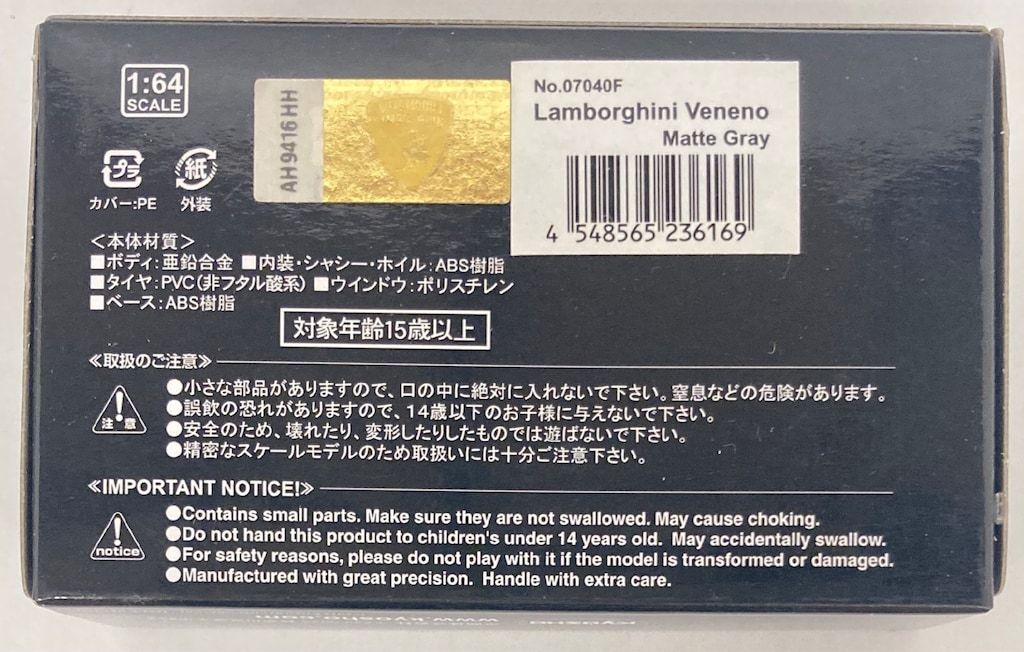 1:64
SCALE
AH9416HH
No.07040F
Lamborghini Veneno
Matte Gray
4 548565 236169
プラ
紙
カバー:PE
外装
<本体材質>
■ボディ:亜鉛合金 ■内装・シャシー・ホイル:ABS樹脂
■タイヤ:PVC(非フタル酸系) ■ウインドウ:ポリスチレン
■ベース:ABS樹脂
対象年齢15歳以上
≪取扱のご注意≫
注・意
●小さな部品がありますので、口の中に絶対に入れないで下さい。窒息などの危険があります。
●誤飲の恐れがありますので、14歳以下のお子様に与えないで下さい。
●安全のため、壊れたり、変形したりしたものでは遊ばないで下さい。
●精密なスケールモデルのため取扱いには十分ご注意下さい。
≪IMPORTANT NOTICE!≫
notice
●Contains small parts. Make sure they are not swallowed. May cause choking.
●Do not hand this product to children's under 14 years old. May accidentally swallow.
●For safety reasons, please do not play with it if the model is transformed or damaged.
●Manufactured with great precision. Handle with extra care.
www.kyosho.com